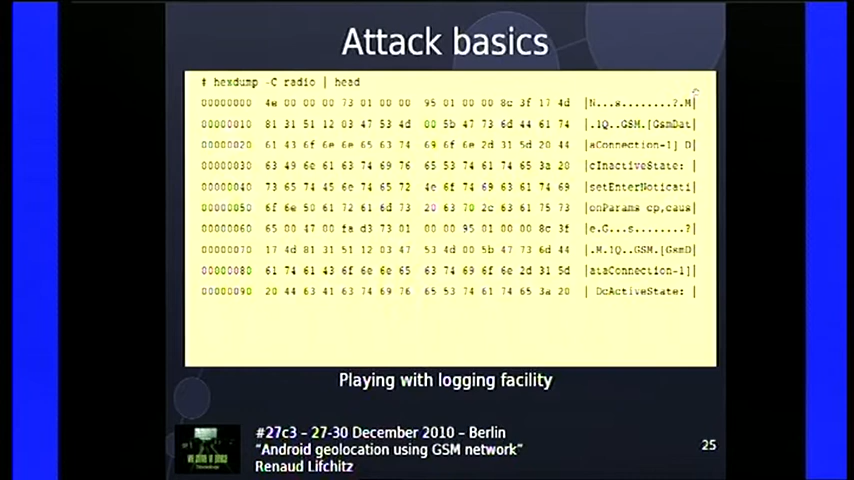 Attack basics
# hexdump -C radio | head
00000000 4e 00 00 00 73 01 00 00 95 01 00 00 8c 3f 17 4d |N...s........?.M|
00000010 81 31 51 12 03 47 53 4d 00 5b 47 73 6d 44 61 74 |.1Q..GSM.[GsmDat|
00000020 61 43 6f 6e 6e 65 63 74 69 6f 6e 2d 31 5d 20 44 |aConnection-1] D|
00000030 63 49 6e 61 63 74 69 76 65 53 74 61 74 65 3a 20 |cInactiveState: |
00000040 73 65 74 45 6e 74 65 72 4e 6f 74 69 63 61 74 69 |setEnterNoticati|
00000050 6f 6e 50 61 72 61 6d 73 20 63 70 2c 63 61 75 73 |onParams cp,caus|
00000060 65 00 47 00 fa d3 73 01 00 00 95 01 00 00 8c 3f |e.G...s........?|
00000070 17 4d 81 31 51 12 03 47 53 4d 00 5b 47 73 6d 44 |.M.1Q..GSM.[GsmD|
00000080 61 74 61 43 6f 6e 6e 65 63 74 69 6f 6e 2d 31 5d |ataConnection-1]|
00000090 20 44 63 41 63 74 69 76 65 53 74 61 74 65 3a 20 | DcActiveState: |
Playing with logging facility
#27c3 – 27-30 December 2010 – Berlin
"Android geolocation using GSM network"
Renaud Lifchitz
25